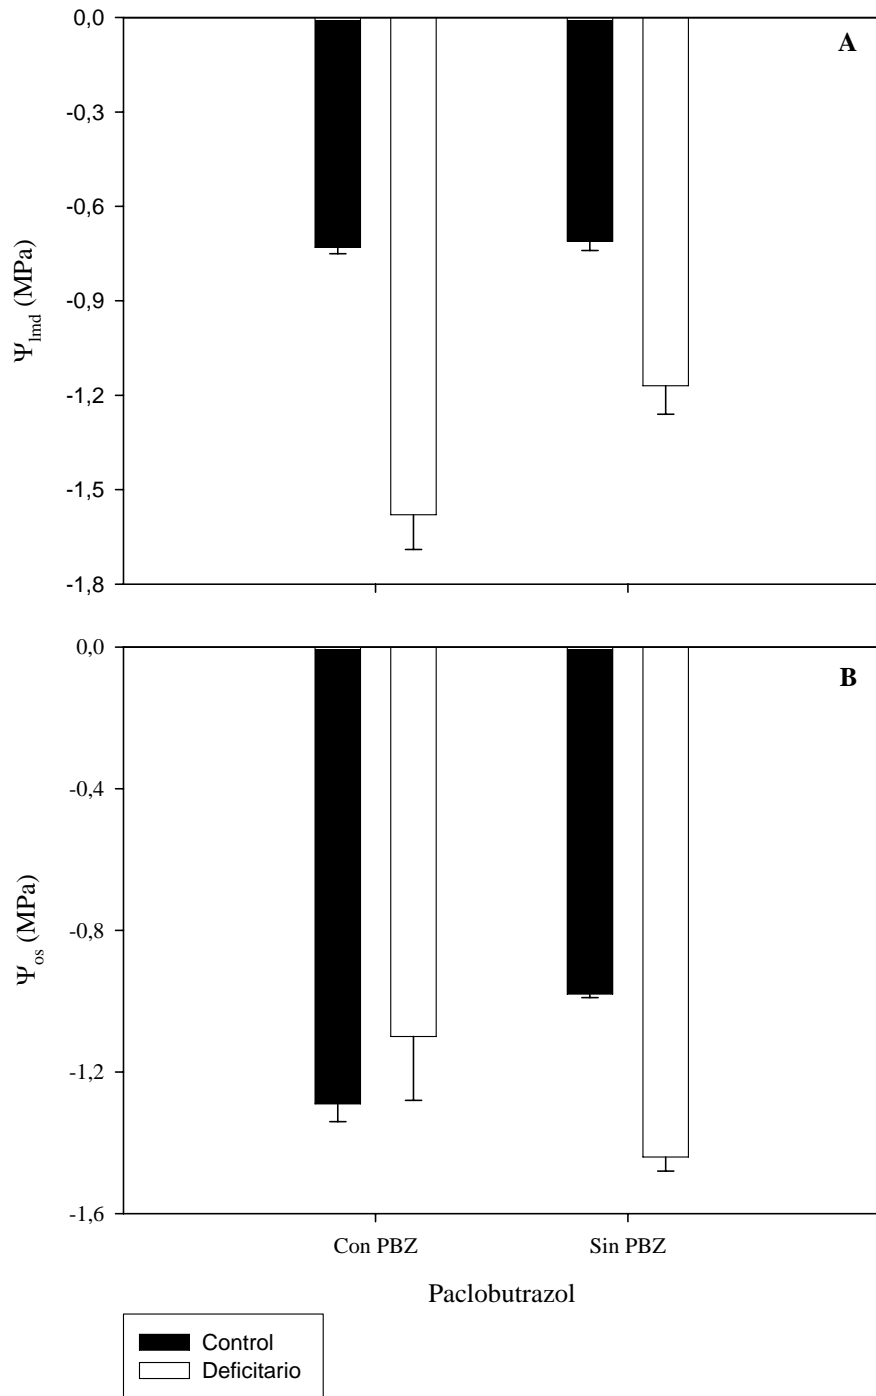 A
0,0
-0,3
-0,6
-0,9
-1,2
-1,5
-1,8
Ψlmd (MPa)
B
0,0
-0,4
-0,8
-1,2
-1,6
Ψos (MPa)
Con PBZ
Sin PBZ
Paclobutrazol
Control
Deficitario